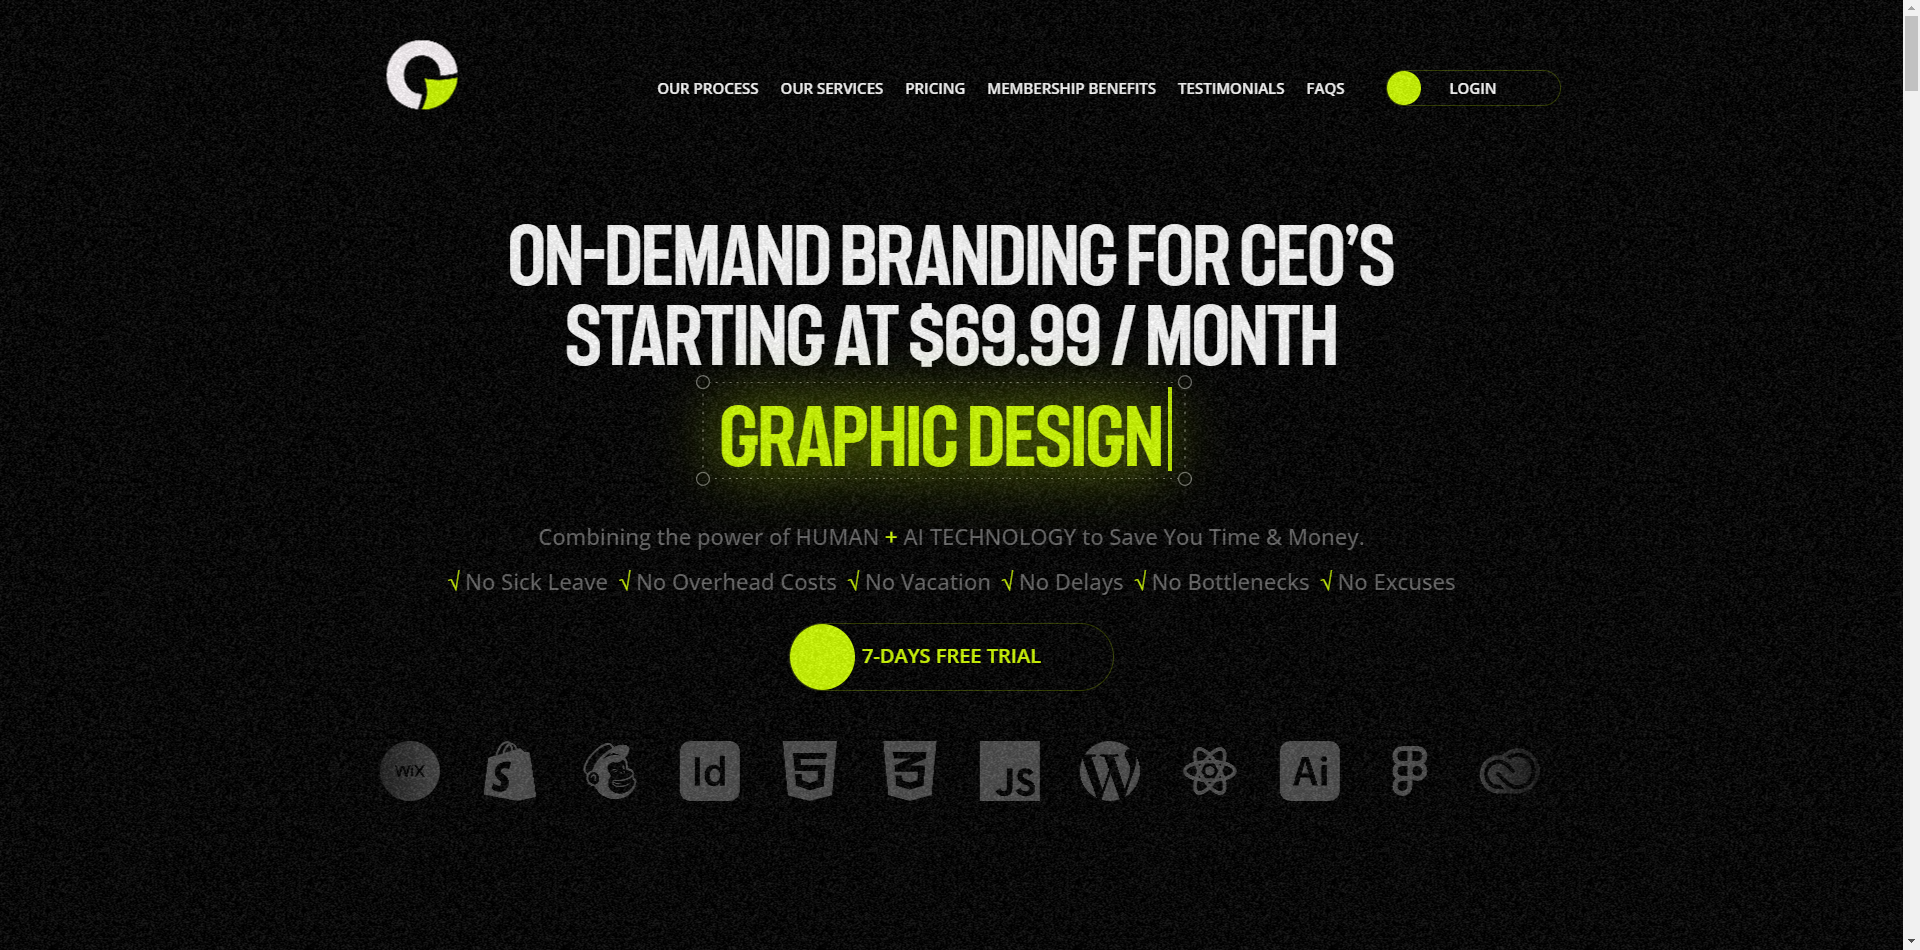 OUR PROCESS OUR SERVICES PRICING MEMBERSHIP BENEFITS TESTIMONIALS FAQS LOGIN
ON-DEMAND BRANDING FOR CEO’S
STARTING AT $69.99 / MONTH
GRAPHIC DESIGN
Combining the power of HUMAN + AI TECHNOLOGY to Save You Time & Money.
√ No Sick Leave √ No Overhead Costs √ No Vacation √ No Delays √ No Bottlenecks √ No Excuses
7-DAYS FREE TRIAL
WiX S Id 5 3 JS W Ai